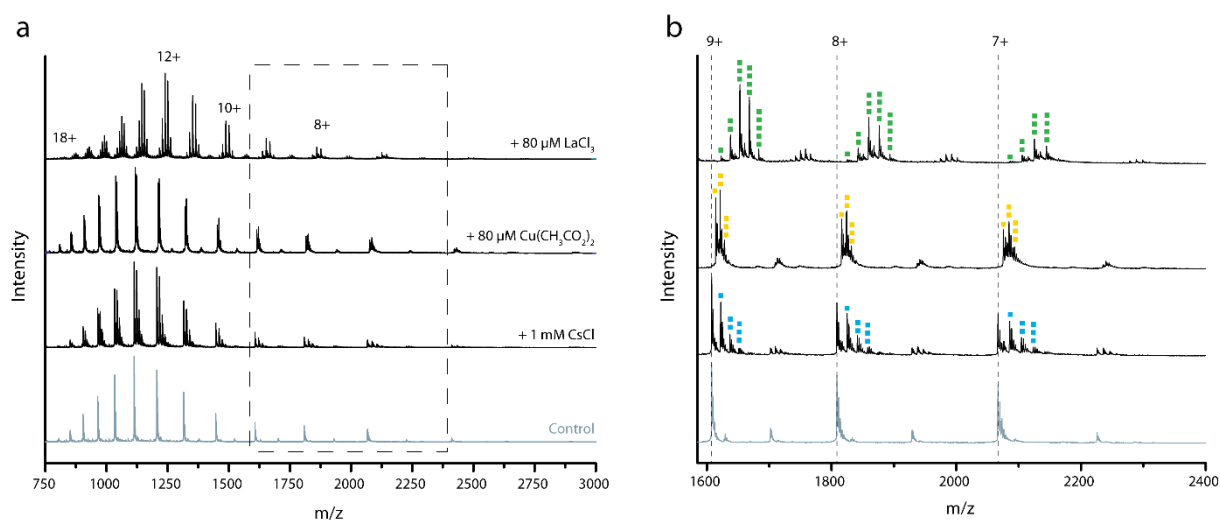 a
18+
12+
10+
8+
+ 80 μM LaCl₃
+ 80 μM Cu(CH₃CO₂)₂
+ 1 mM CsCl
Control
Intensity
750 1000 1250 1500 1750 2000 2250 2500 2750 3000
m/z
b
9+ 8+ 7+
Intensity
1600 1800 2000 2200 2400
m/z